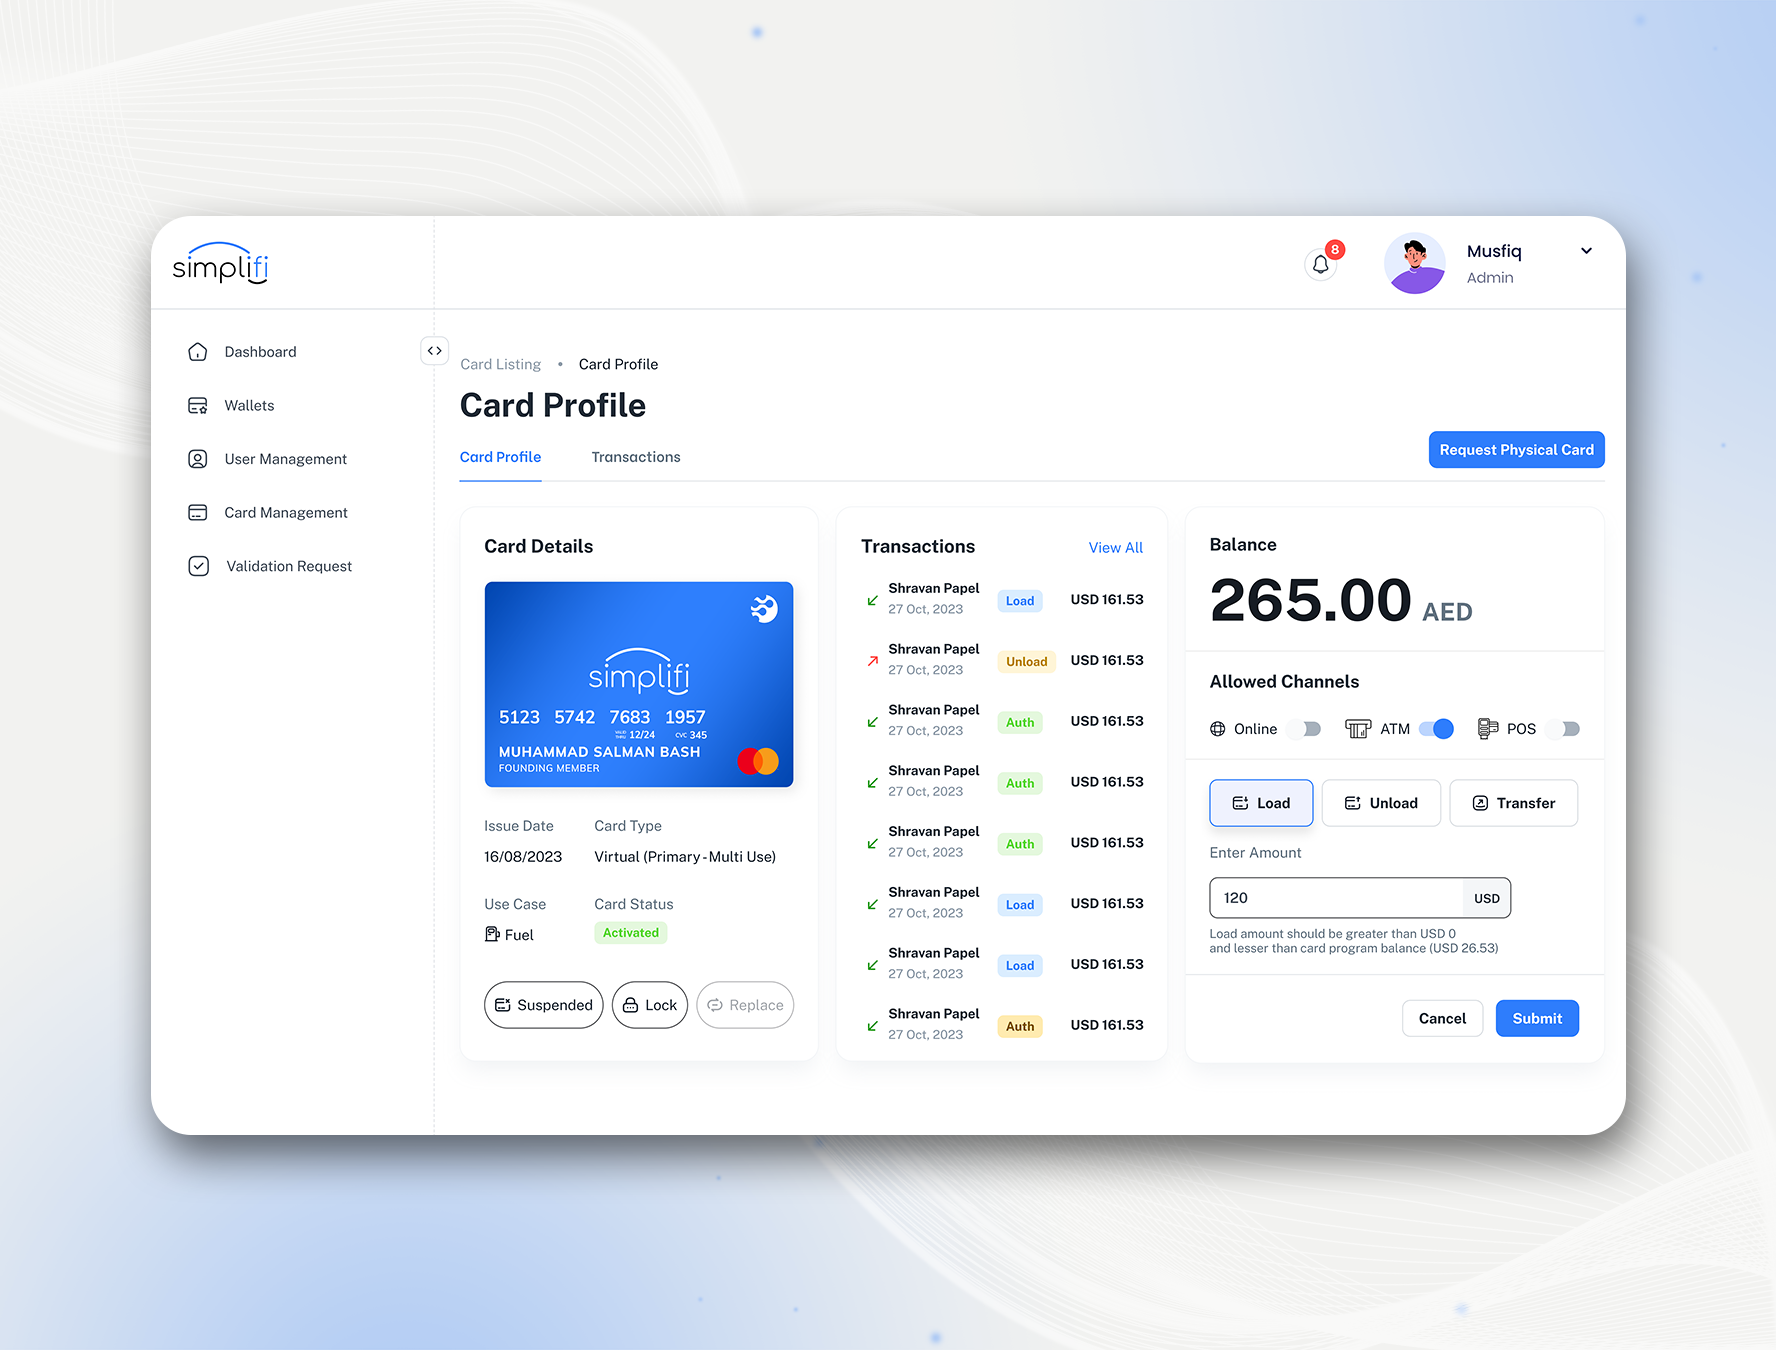 simplifi
8
Musfiq
Admin
Dashboard
Wallets
User Management
Card Management
Validation Request
Card Listing • Card Profile
Card Profile
Card Profile
Transactions
Request Physical Card
Card Details
simplifi
5123 5742 7683 1957
VALID THRU 12/24 CVC 345
MUHAMMAD SALMAN BASH
FOUNDING MEMBER
Issue Date
Card Type
16/08/2023
Virtual (Primary-Multi Use)
Use Case
Card Status
Fuel
Activated
Suspended
Lock
Replace
Transactions
View All
Shravan Papel
27 Oct, 2023
Load
USD 161.53
Shravan Papel
27 Oct, 2023
Unload
USD 161.53
Shravan Papel
27 Oct, 2023
Auth
USD 161.53
Shravan Papel
27 Oct, 2023
Auth
USD 161.53
Shravan Papel
27 Oct, 2023
Auth
USD 161.53
Shravan Papel
27 Oct, 2023
Load
USD 161.53
Shravan Papel
27 Oct, 2023
Load
USD 161.53
Shravan Papel
27 Oct, 2023
Auth
USD 161.53
Balance
265.00 AED
Allowed Channels
Online
ATM
POS
Load
Unload
Transfer
Enter Amount
120
USD
Load amount should be greater than USD 0
and lesser than card program balance (USD 26.53)
Cancel
Submit